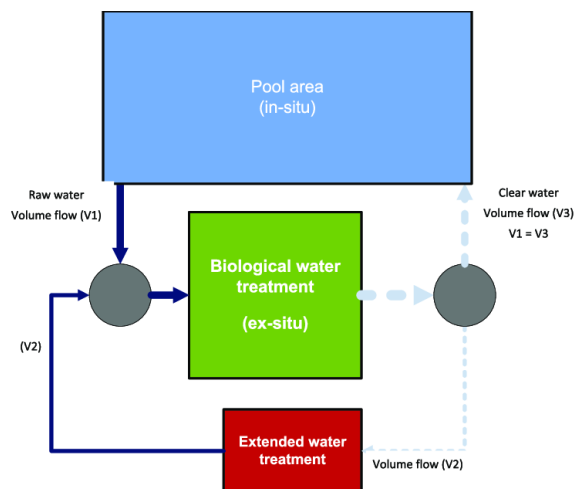 Pool area
(in-situ)
Raw water
Volume flow (V1)
Clear water
Volume flow (V3)
V1 = V3
Biological water
treatment
(ex-situ)
(V2)
Extended water
treatment
Volume flow (V2)